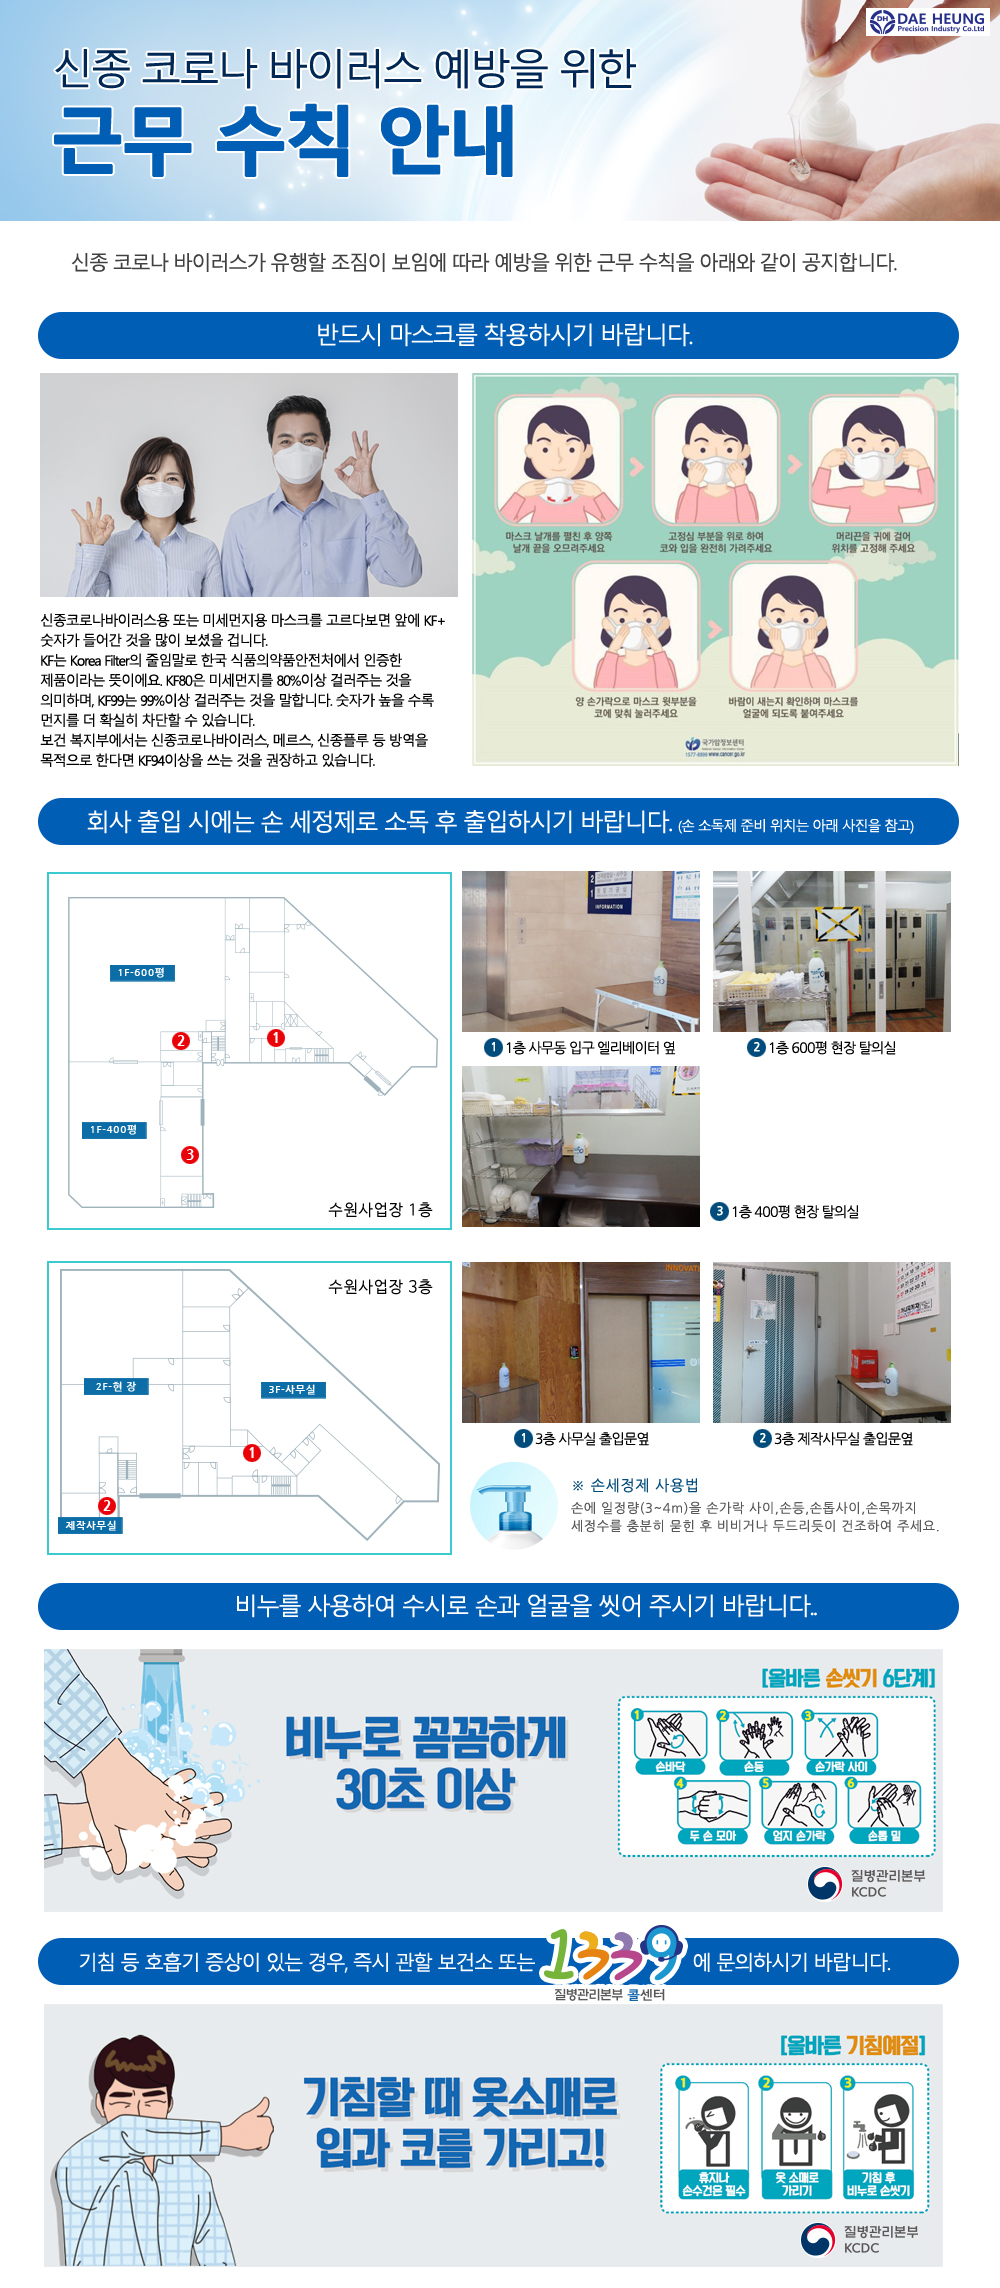 DH DAE HEUNG
Precision Industry Co.Ltd
신종 코로나 바이러스 예방을 위한
근무 수칙 안내
신종 코로나 바이러스가 유행할 조짐이 보임에 따라 예방을 위한 근무 수칙을 아래와 같이 공지합니다.
반드시 마스크를 착용하시기 바랍니다.
마스크 날개를 펼친 후 양쪽
날개 끝을 오므려주세요
고정심 부분을 위로 하여
코와 입을 완전히 가려주세요
머리끈을 귀에 걸어
위치를 고정해 주세요
양 손가락으로 마스크 윗부분을
코에 맞춰 눌러주세요
바람이 새는지 확인하며 마스크를
얼굴에 되도록 붙여주세요
국가암정보센터
1577-8899 www.cancer.go.kr
신종코로나바이러스용 또는 미세먼지용 마스크를 고르다보면 앞에 KF+
숫자가 들어간 것을 많이 보셨을 겁니다.
KF는 Korea Filter의 줄임말로 한국 식품의약품안전처에서 인증한
제품이라는 뜻이에요. KF80은 미세먼지를 80%이상 걸러주는 것을
의미하며, KF99는 99%이상 걸러주는 것을 말합니다. 숫자가 높을 수록
먼지를 더 확실히 차단할 수 있습니다.
보건 복지부에서는 신종코로나바이러스, 메르스, 신종플루 등 방역을
목적으로 한다면 KF94이상을 쓰는 것을 권장하고 있습니다.
회사 출입 시에는 손 세정제로 소독 후 출입하시기 바랍니다. (손 소독제 준비 위치는 아래 사진을 참고)
1F-600평
2
1
1F-400평
3
수원사업장 1층
2
1
INFORMATION
1 1층 사무동 입구 엘리베이터 옆
2 1층 600평 현장 탈의실
3 1층 400평 현장 탈의실
수원사업장 3층
2F-현 장
3F-사무실
1
2
제작사무실
INNOVATI
1 3층 사무실 출입문옆
2 3층 제작사무실 출입문옆
※ 손세정제 사용법
손에 일정량(3~4m)을 손가락 사이,손등,손톱사이,손목까지
세정수를 충분히 묻힌 후 비비거나 두드리듯이 건조하여 주세요.
비누를 사용하여 수시로 손과 얼굴을 씻어 주시기 바랍니다..
비누로 꼼꼼하게
30초 이상
[올바른 손씻기 6단계]
1 손바닥
2 손등
3 손가락 사이
4 두 손 모아
5 엄지 손가락
6 손톱 밑
질병관리본부
KCDC
기침 등 호흡기 증상이 있는 경우, 즉시 관할 보건소 또는 1339 에 문의하시기 바랍니다.
질병관리본부 콜센터
기침할 때 옷소매로
입과 코를 가리고!
[올바른 기침예절]
1 휴지나
손수건은 필수
2 옷 소매로
가리기
3 기침 후
비누로 손씻기
질병관리본부
KCDC